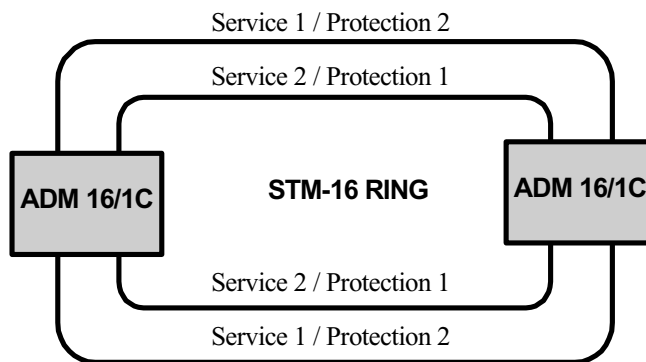 Service 1 / Protection 2
Service 2 / Protection 1
ADM 16/1C
STM-16 RING
ADM 16/1C
Service 2 / Protection 1
Service 1 / Protection 2